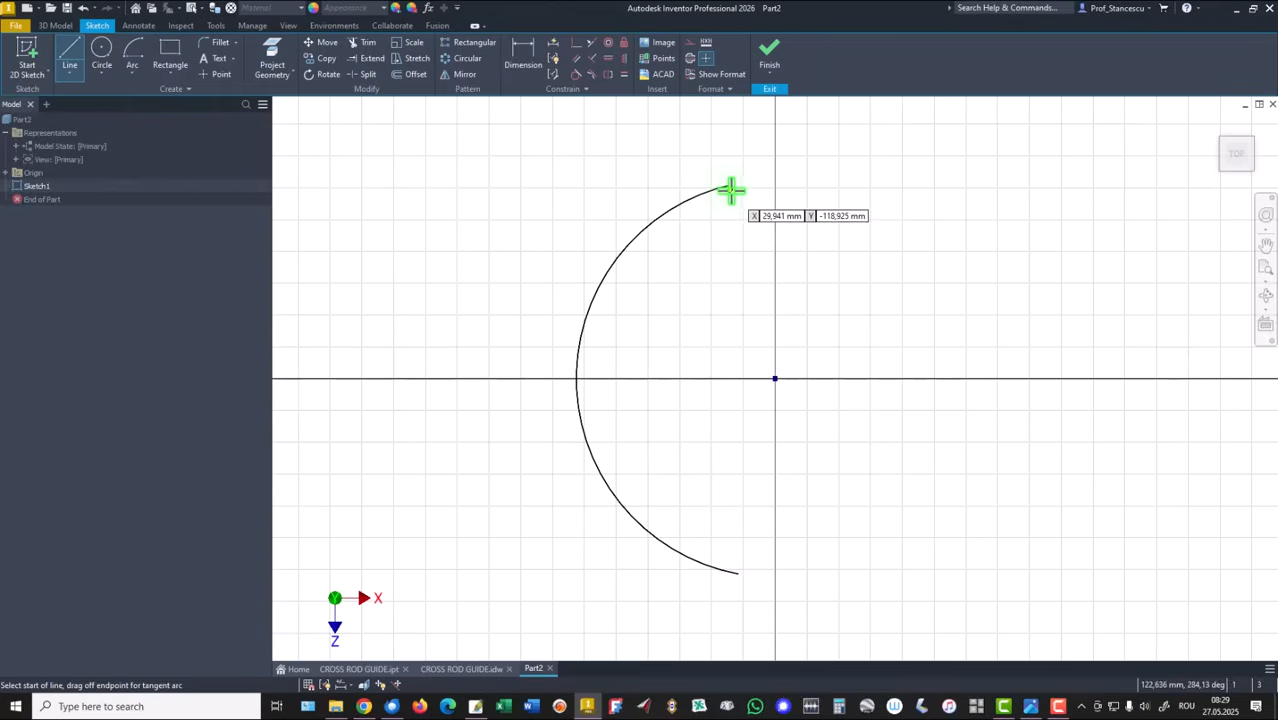 Material
Appearance
Autodesk Inventor Professional 2026 Part2
Search Help & Commands...
Prof_Stancescu
File 3D Model Sketch Annotate Inspect Tools Manage View Environments Collaborate Fusion
Start
2D Sketch
Line
Circle
Arc
Rectangle
Fillet
Text
Point
Project
Geometry
Move
Copy
Rotate
Trim
Extend
Split
Scale
Stretch
Offset
Rectangular
Circular
Mirror
Dimension
Image
Points
ACAD
Show Format
Finish
Sketch
Create
Modify
Pattern
Constrain
Insert
Format
Exit
Model
Part2
Representations
Model State: [Primary]
View: [Primary]
Origin
Sketch1
End of Part
TOP
X 29,941 mm Y -118,925 mm
Y
X
Z
Home CROSS ROD GUIDE.ipt CROSS ROD GUIDE.idw Part2
Select start of line, drag off endpoint for tangent arc
122,636 mm, 284,13 deg 1 3
Type here to search
ROU
08:29
27.05.2025